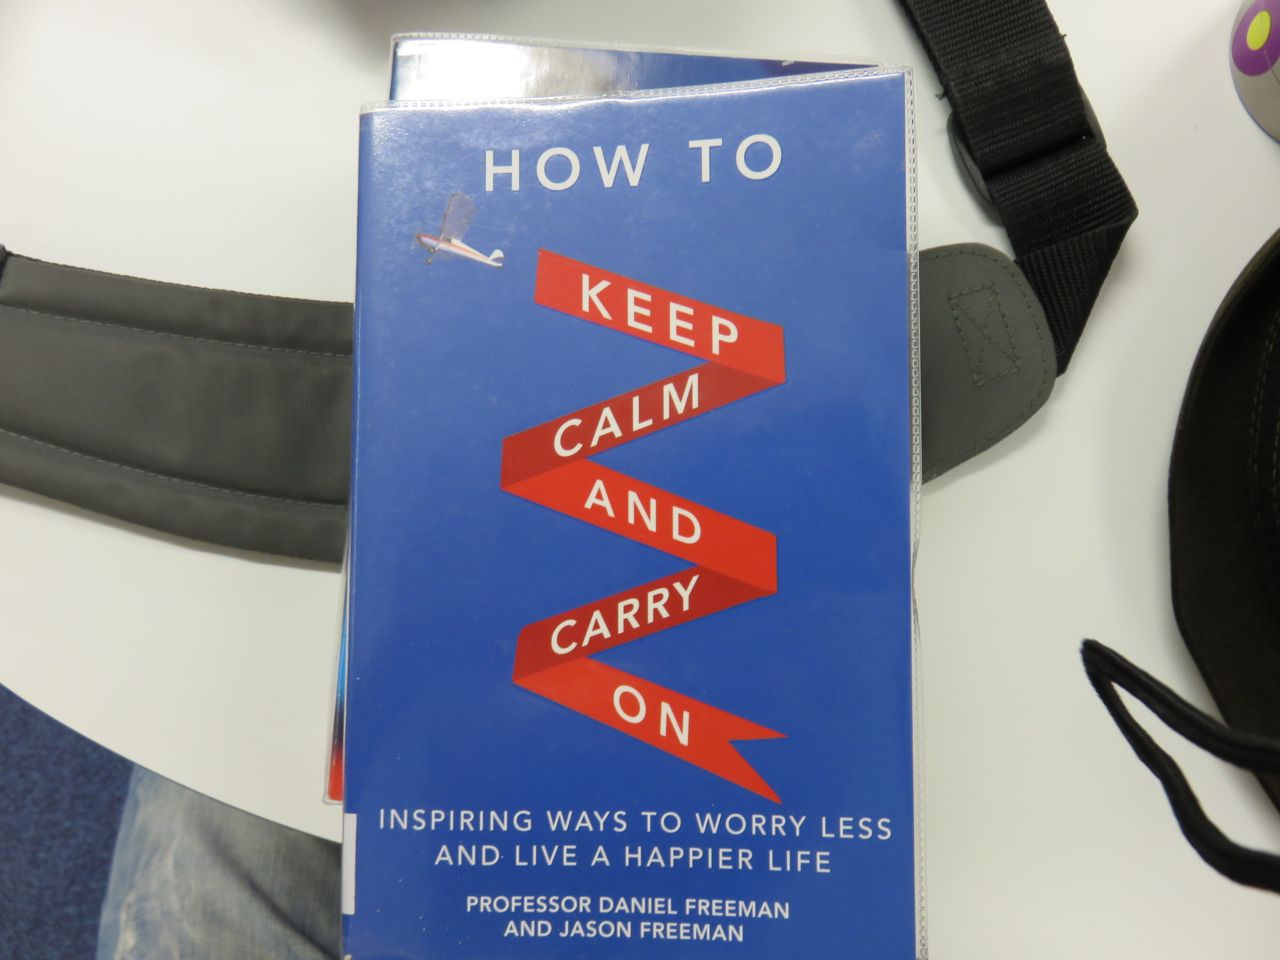 HOW TO
KEEP
CALM
AND
CARRY
ON
INSPIRING WAYS TO WORRY LESS
AND LIVE A HAPPIER LIFE
PROFESSOR DANIEL FREEMAN
AND JASON FREEMAN